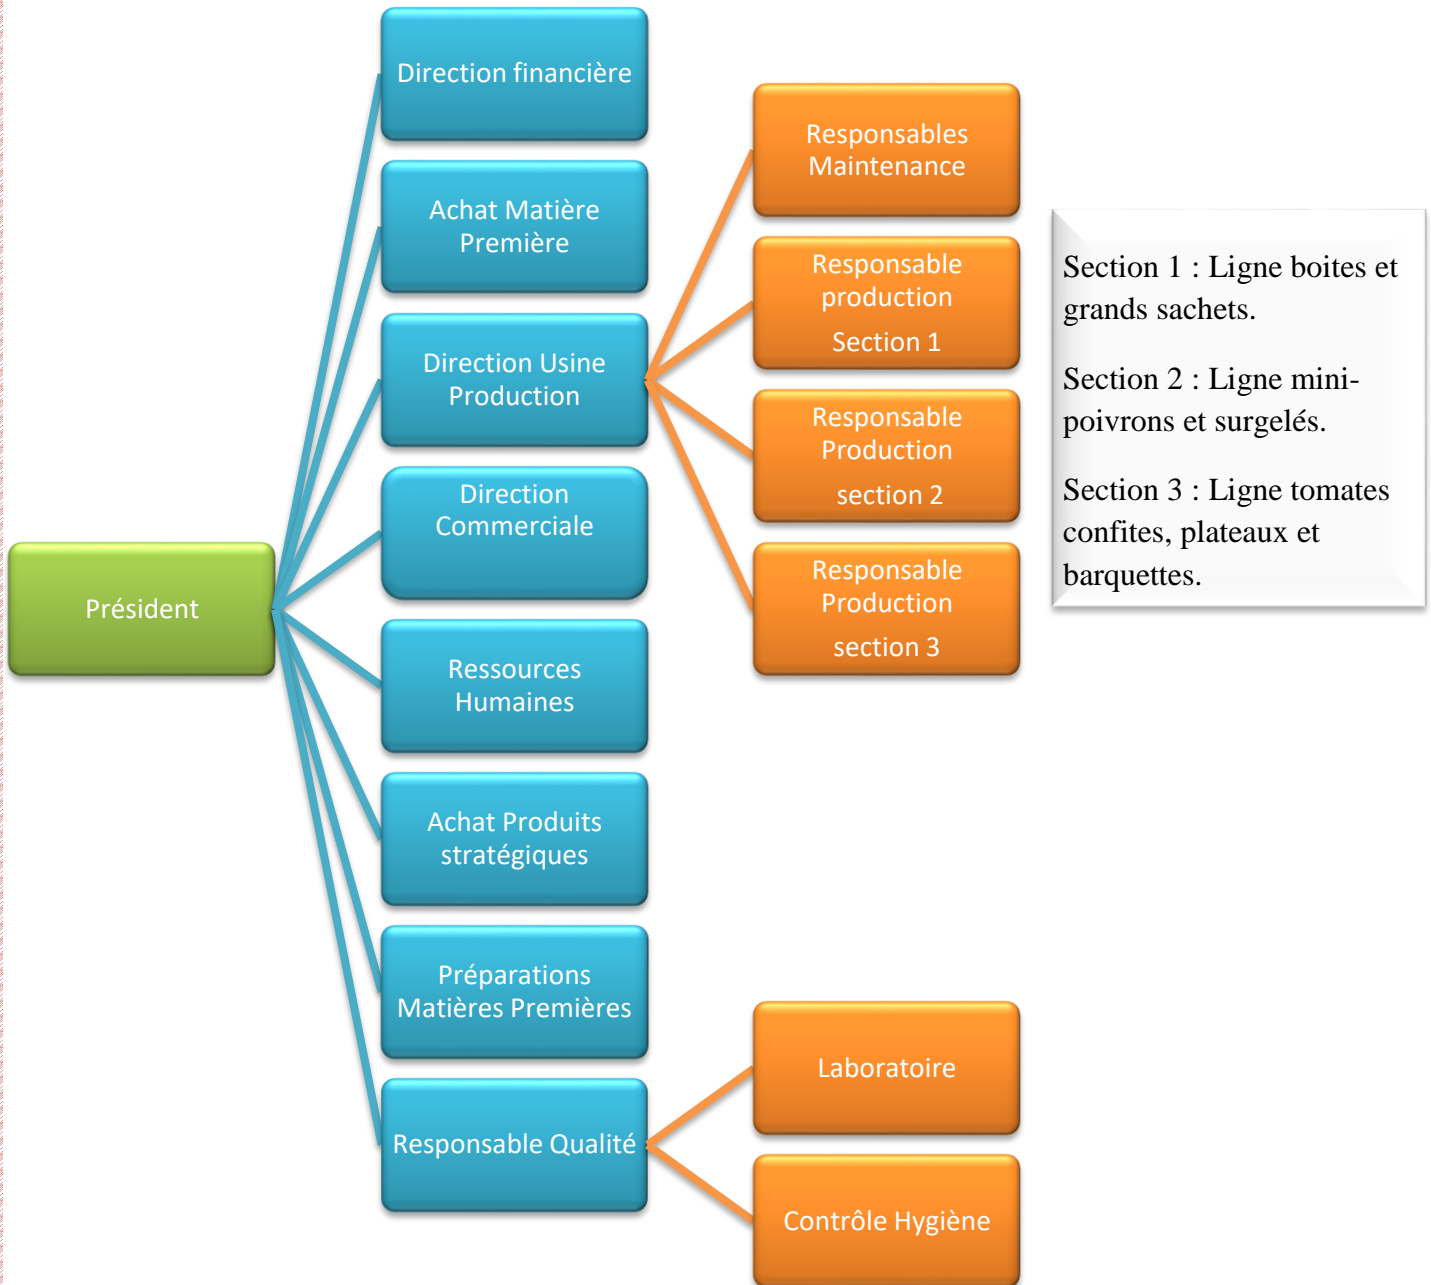 Président
Direction financière
Achat Matière
Première
Direction Usine
Production
Direction
Commerciale
Ressources
Humaines
Achat Produits
stratégiques
Préparations
Matières Premières
Responsable Qualité
Responsables
Maintenance
Responsable
production
Section 1
Responsable
Production
section 2
Responsable
Production
section 3
Laboratoire
Contrôle Hygiène
Section 1 : Ligne boites et
grands sachets.
Section 2 : Ligne mini-
poivrons et surgelés.
Section 3 : Ligne tomates
confites, plateaux et
barquettes.